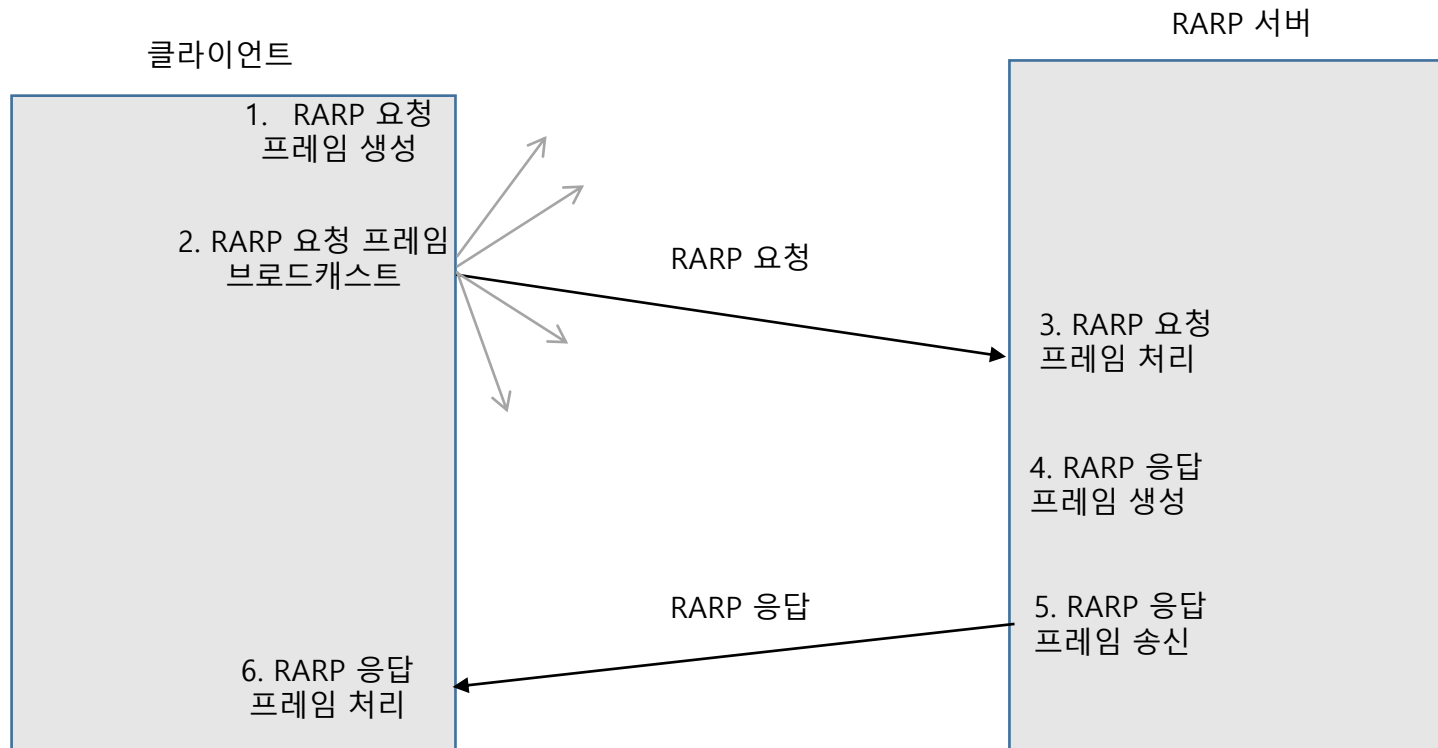 클라이언트
RARP 서버
1. RARP 요청
프레임 생성
2. RARP 요청 프레임
브로드캐스트
RARP 요청
3. RARP 요청
프레임 처리
4. RARP 응답
프레임 생성
RARP 응답
5. RARP 응답
프레임 송신
6. RARP 응답
프레임 처리